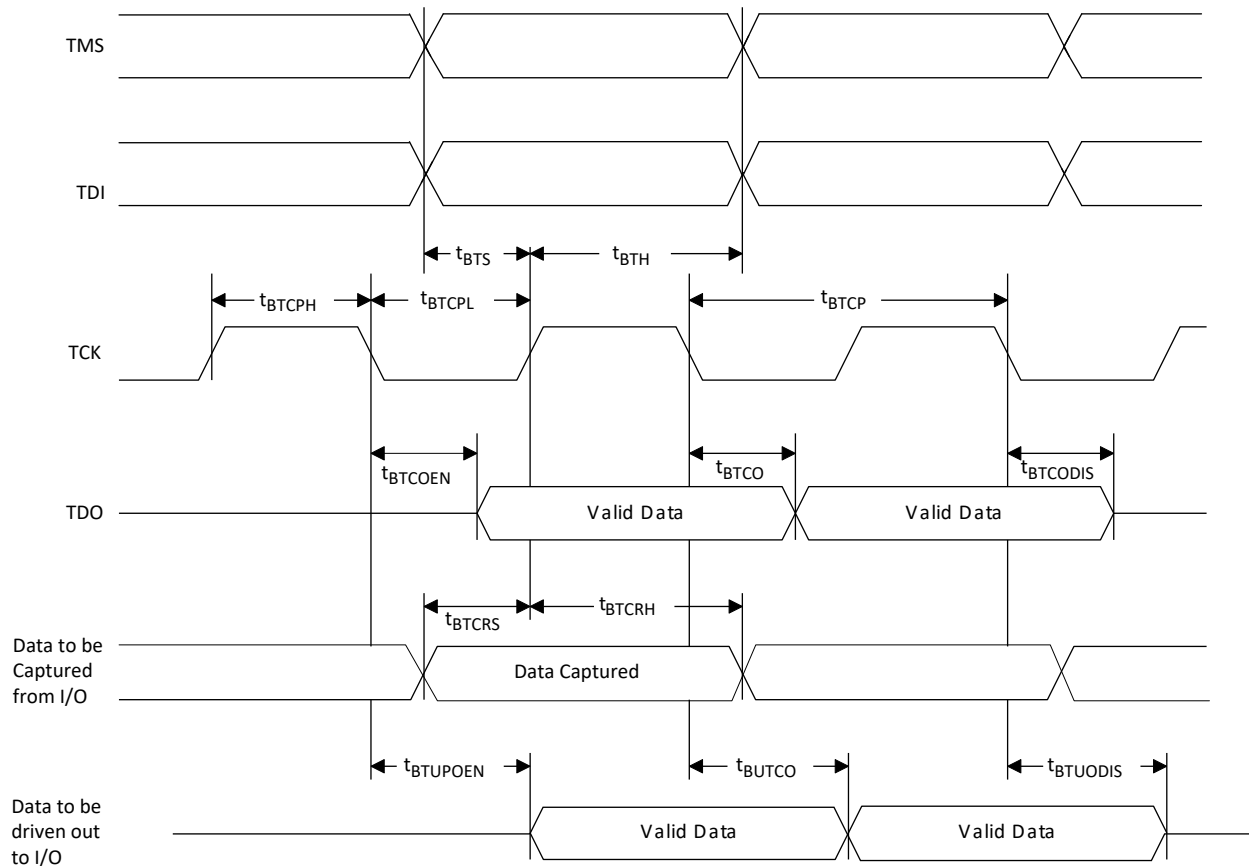 TMS
TDI
tBTS
tBTH
tBTCPH
tBTCPL
tBTCP
TCK
tBTCOEN
tBTCO
tBTCODIS
TDO
Valid Data
Valid Data
tBTCRS
tBTCRH
Data to be
Captured
from I/O
Data Captured
tBTUPOEN
tBUTCO
tBTUODIS
Data to be
driven out
to I/O
Valid Data
Valid Data